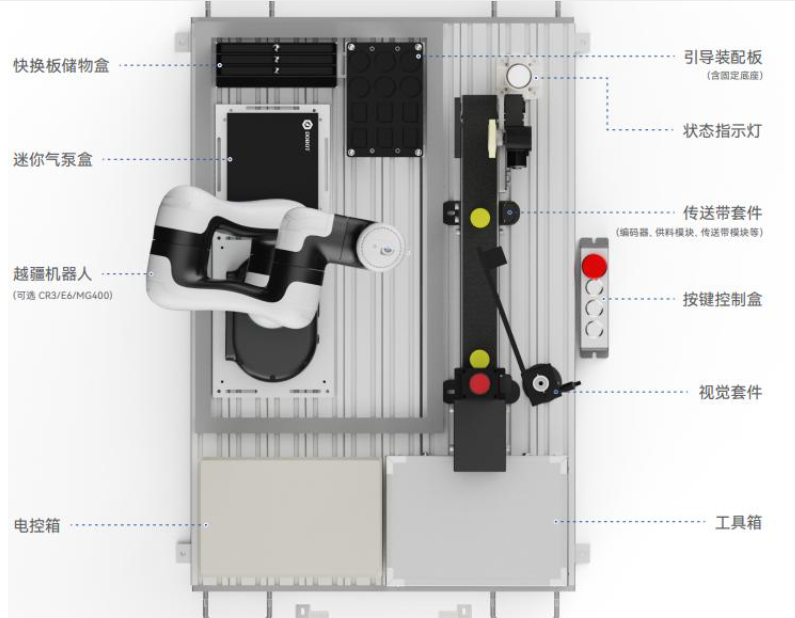 快换板储物盒
引导装配板
(含固定底座)
状态指示灯
迷你气泵盒
DOBOT
传送带套件
(编码器、供料模块、传送带模块等)
越疆机器人
(可选 CR3/E6/MG400)
按键控制盒
视觉套件
电控箱
工具箱